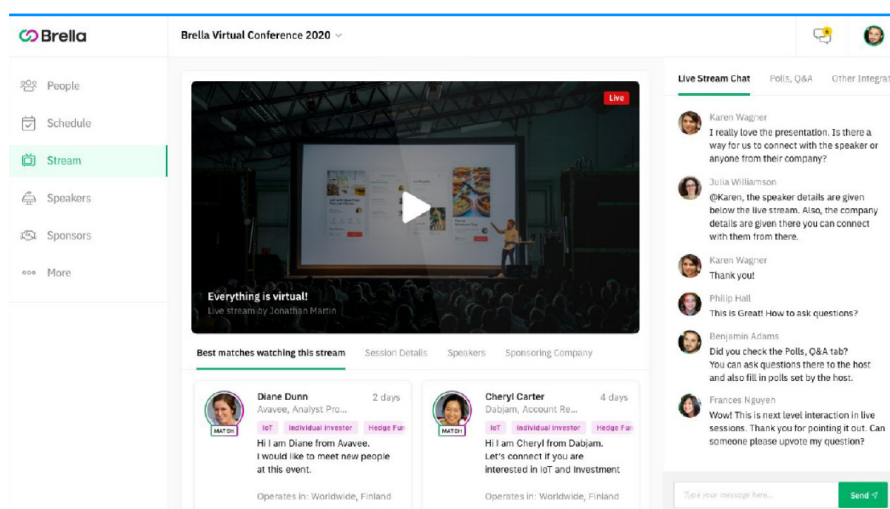 Brella
Brella Virtual Conference 2020
People
Schedule
Stream
Speakers
Sponsors
More
Live
Everything is virtual!
Live stream by Jonathan Martin
Best matches watching this stream
Session Details
Speakers
Sponsoring Company
Diane Dunn
2 days
Avavee, Analyst Pro...
MATCH
IoT
Individual Investor
Hedge Fun
Hi I am Diane from Avavee.
I would like to meet new people
at this event.
Operates in: Worldwide, Finland
Cheryl Carter
4 days
Dabjam, Account Re...
MATCH
IoT
Individual Investor
Hedge Fun
Hi I am Cheryl from Dabjam.
Let's connect if you are
interested in IoT and Investment
Operates in: Worldwide, Finland
Live Stream Chat
Polls, Q&A
Other Integrat
Karen Wagner
I really love the presentation. Is there a
way for us to connect with the speaker or
anyone from their company?
Julia Williamson
@Karen, the speaker details are given
below the live stream. Also, the company
details are given there you can connect
with them from there.
Karen Wagner
Thank you!
Philip Hall
This is Great! How to ask questions?
Benjamin Adams
Did you check the Polls, Q&A tab?
You can ask questions there to the host
and also fill in polls set by the host.
Frances Nguyen
Wow! This is next level interaction in live
sessions. Thank you for pointing it out. Can
someone please upvote my question?
Type your message here...
Send